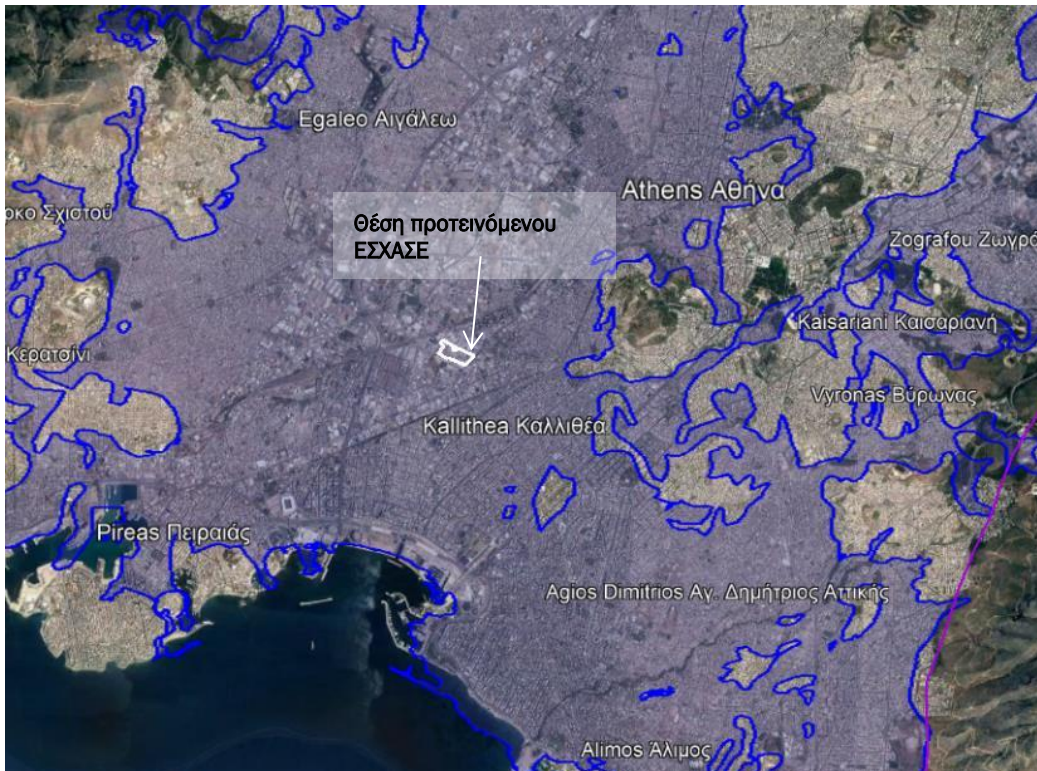 Egaleo Αιγάλεω
Athens Αθήνα
ρκο Σχιστού
Θέση προτεινόμενου
ΕΣΧΑΣΕ
Zografou Ζωγρά
Kaisariani Καισαριανή
Κερατσίνι
Vyronas Βύρωνας
Kallithea Καλλιθέα
Pireas Πειραιάς
Agios Dimitrios Αγ. Δημήτριος Αττικής
Alimos Άλιμος